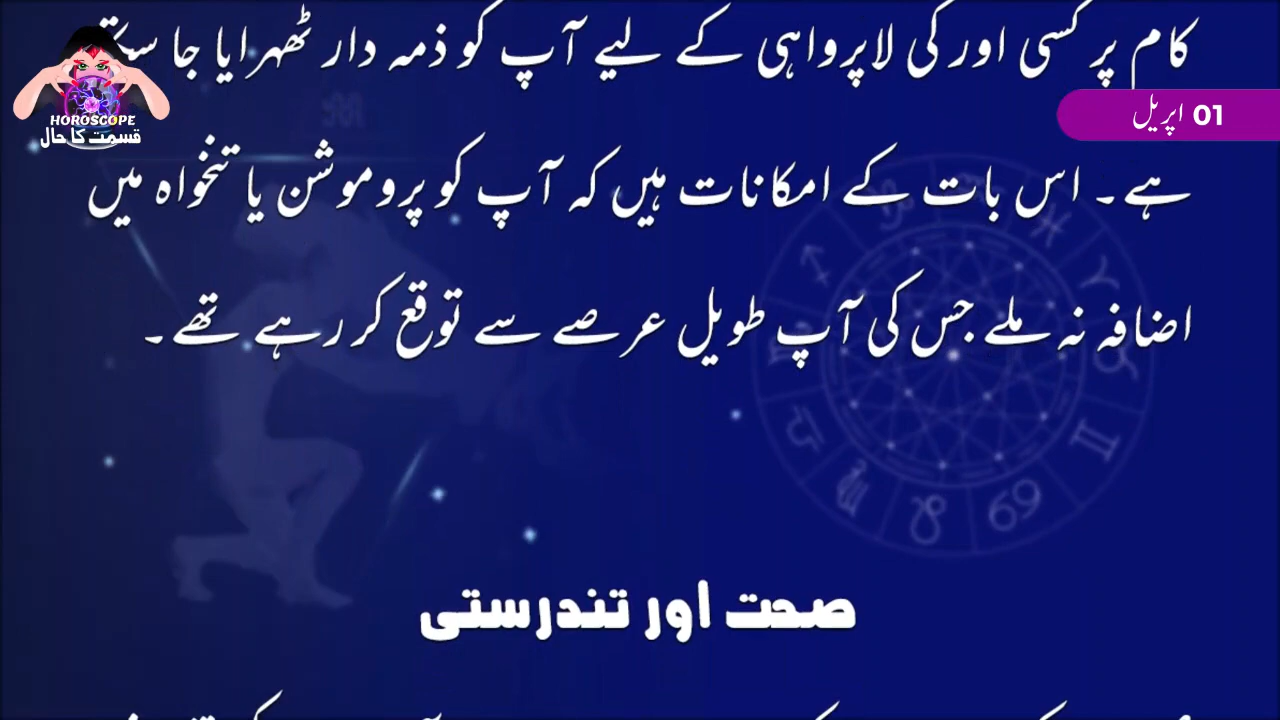 کام پر کسی اور کی لاپرواہی کے لیے آپ کو ذمہ دار ٹھہرایا جا سکتا
HOROSCOPE
قسمت کا حال
01 اپریل
ہے۔ اس بات کے امکانات ہیں کہ آپ کو پروموشن یا تنخواہ میں
اضافہ نہ ملے جس کی آپ طویل عرصے سے توقع کر رہے تھے۔
صحت اور تندرستی